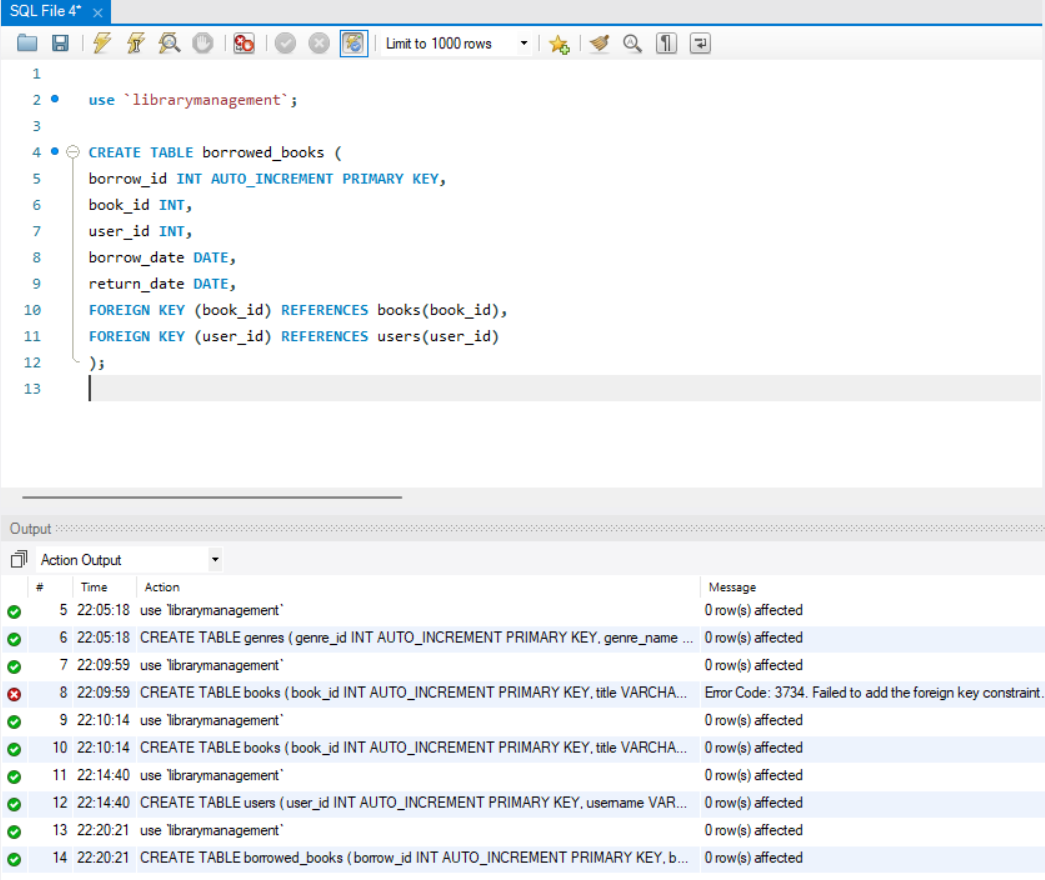 SQL File 4*
Limit to 1000 rows
1
2 use `librarymanagement`;
3
4 CREATE TABLE borrowed_books (
5 borrow_id INT AUTO_INCREMENT PRIMARY KEY,
6 book_id INT,
7 user_id INT,
8 borrow_date DATE,
9 return_date DATE,
10 FOREIGN KEY (book_id) REFERENCES books(book_id),
11 FOREIGN KEY (user_id) REFERENCES users(user_id)
12 );
13
Output
Action Output
# Time Action Message
5 22:05:18 use `librarymanagement` 0 row(s) affected
6 22:05:18 CREATE TABLE genres ( genre_id INT AUTO_INCREMENT PRIMARY KEY, genre_name ... 0 row(s) affected
7 22:09:59 use `librarymanagement` 0 row(s) affected
8 22:09:59 CREATE TABLE books ( book_id INT AUTO_INCREMENT PRIMARY KEY, title VARCHA... Error Code: 3734. Failed to add the foreign key constraint.
9 22:10:14 use `librarymanagement` 0 row(s) affected
10 22:10:14 CREATE TABLE books ( book_id INT AUTO_INCREMENT PRIMARY KEY, title VARCHA... 0 row(s) affected
11 22:14:40 use `librarymanagement` 0 row(s) affected
12 22:14:40 CREATE TABLE users ( user_id INT AUTO_INCREMENT PRIMARY KEY, username VAR... 0 row(s) affected
13 22:20:21 use `librarymanagement` 0 row(s) affected
14 22:20:21 CREATE TABLE borrowed_books ( borrow_id INT AUTO_INCREMENT PRIMARY KEY, b... 0 row(s) affected